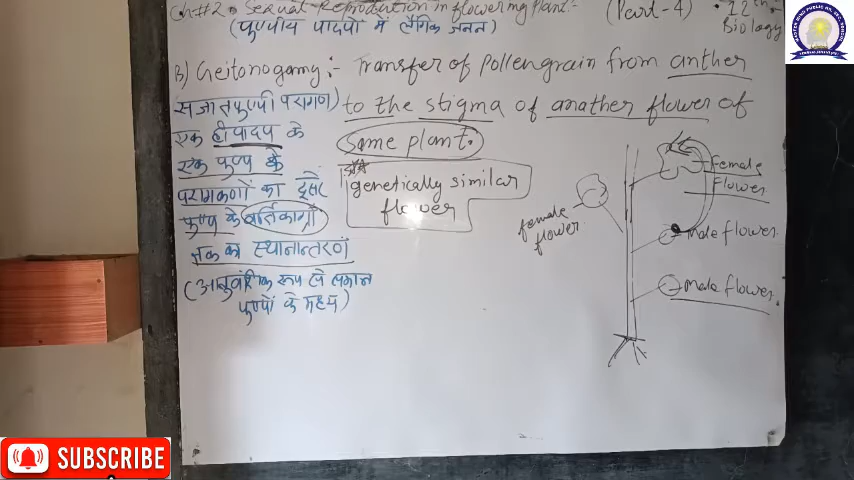 Ch#2. Sexual Reproduction in flowering Plant:- (Part-4) 12th
Biology
(पुष्पीय पादपों में लैंगिक जनन)
B) Geitonogamy:- Transfer of Pollengrain from anther
सजातपुष्पी परागण) to the stigma of anather flower of
एक ही पादप के same plant.
एक पुष्प के
परागकणों का दूसरे
पुष्प के वर्तिकाग्रों
तक का स्थानान्तरण
(आनुवंशिक रूप से समान
पुष्पों के मध्य)
genetically similar
flower
female
flower
female
flower.
male flower
male flower.
SUBSCRIBE